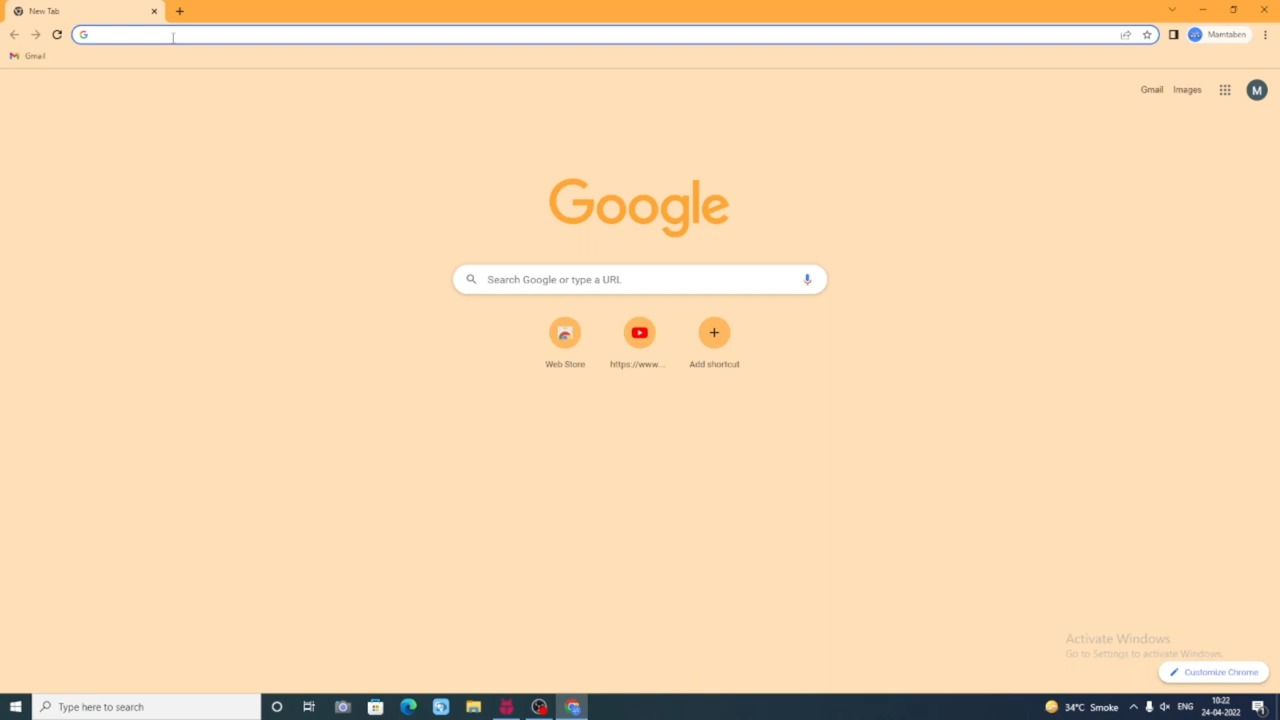 New Tab
Mamtaben
Gmail
Gmail Images
M
Google
Search Google or type a URL
Web Store https://www... Add shortcut
Activate Windows
Go to Settings to activate Windows.
Customize Chrome
Type here to search
34°C Smoke
ENG
10:22
24-04-2022
1